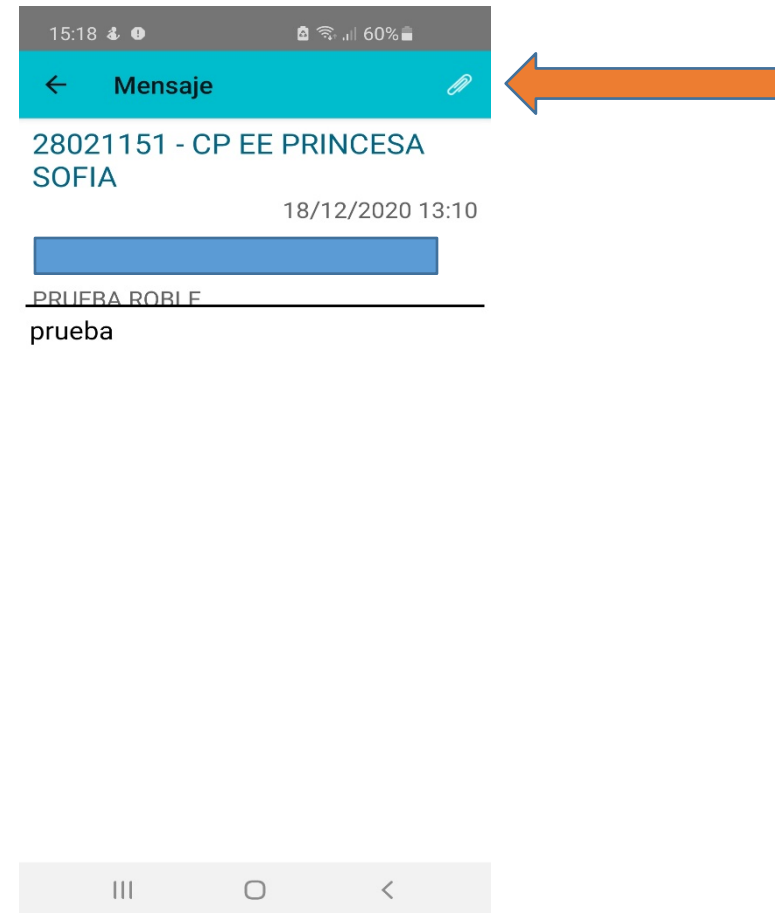 15:18 60%
Mensaje
28021151 - CP EE PRINCESA
SOFIA
18/12/2020 13:10
PRUEBA ROBLE
prueba